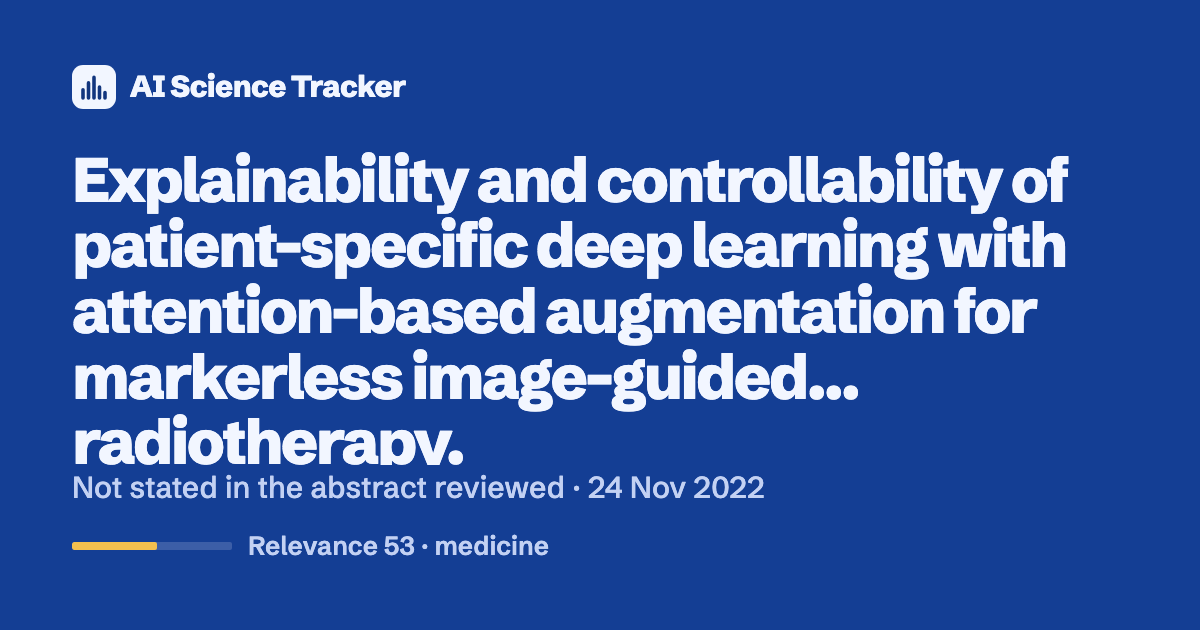 AI Science Tracker
Explainability and controllability of
patient-specific deep learning with
attention-based augmentation for
markerless image-guided...
radiotherapy.
Not stated in the abstract reviewed · 24 Nov 2022
Relevance 53 · medicine